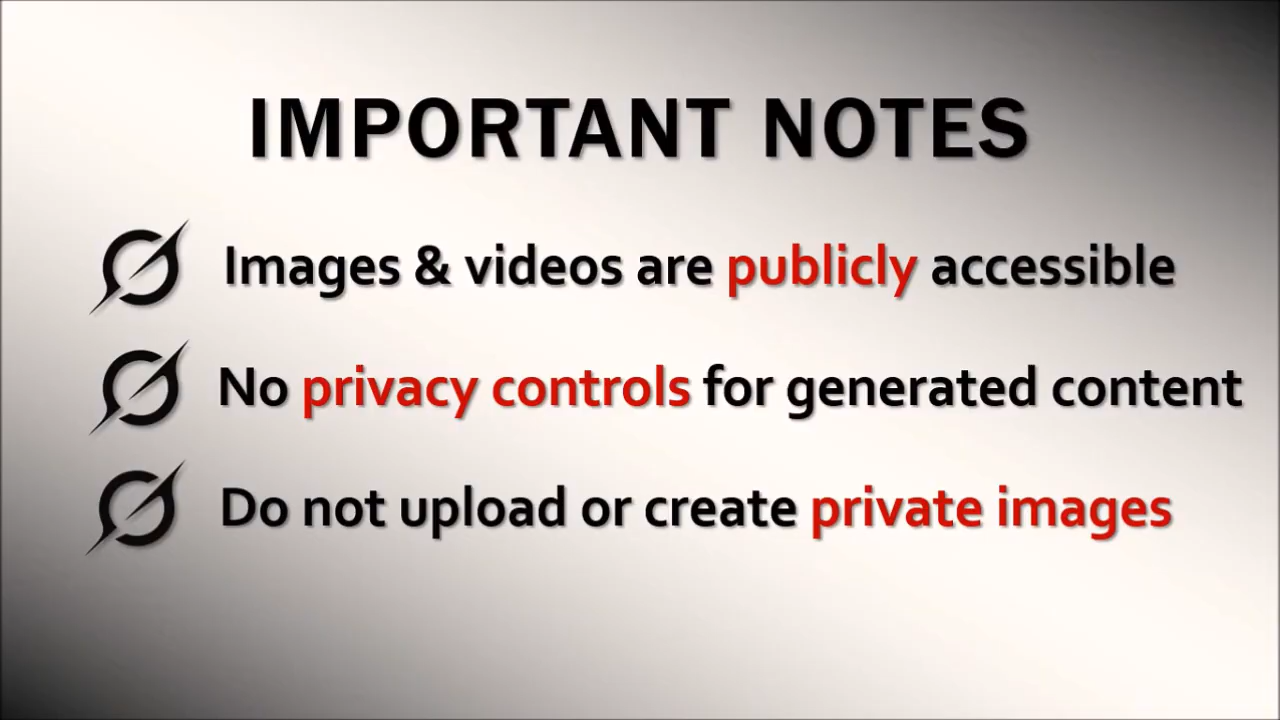 IMPORTANT NOTES
Images & videos are publicly accessible
No privacy controls for generated content
Do not upload or create private images